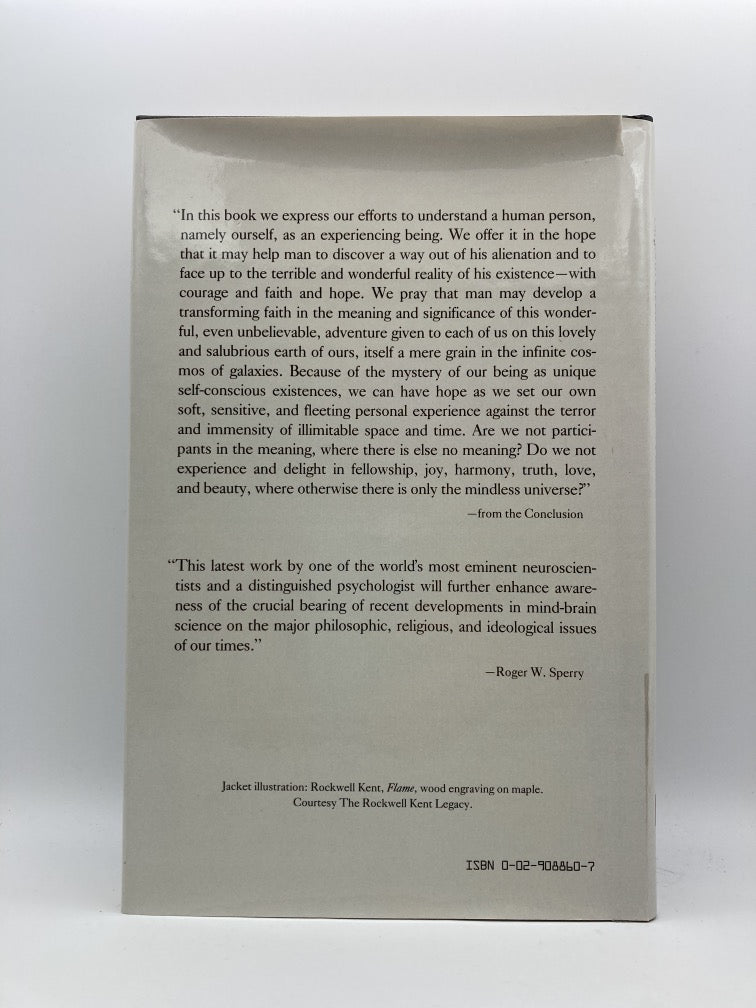 “In this book we express our efforts to understand a human person,
namely ourself, as an experiencing being. We offer it in the hope
that it may help man to discover a way out of his alienation and to
face up to the terrible and wonderful reality of his existence—with
courage and faith and hope. We pray that man may develop a
transforming faith in the meaning and significance of this wonder-
ful, even unbelievable, adventure given to each of us on this lovely
and salubrious earth of ours, itself a mere grain in the infinite cos-
mos of galaxies. Because of the mystery of our being as unique
self-conscious existences, we can have hope as we set our own
soft, sensitive, and fleeting personal experience against the terror
and immensity of illimitable space and time. Are we not partici-
pants in the meaning, where there is else no meaning? Do we not
experience and delight in fellowship, joy, harmony, truth, love,
and beauty, where otherwise there is only the mindless universe?”
—from the Conclusion
“This latest work by one of the world’s most eminent neuroscien-
tists and a distinguished psychologist will further enhance aware-
ness of the crucial bearing of recent developments in mind-brain
science on the major philosophic, religious, and ideological issues
of our times.”
—Roger W. Sperry
Jacket illustration: Rockwell Kent, Flame, wood engraving on maple.
Courtesy The Rockwell Kent Legacy.
ISBN 0-02-908860-7